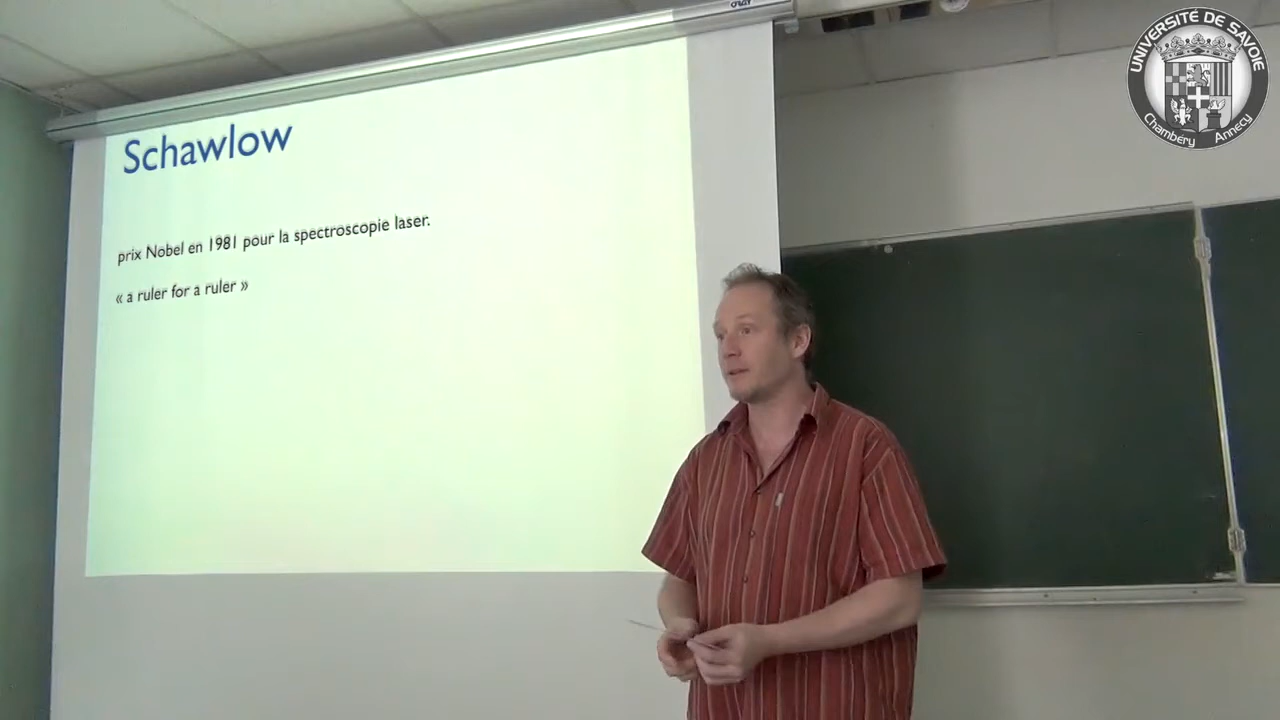 Schawlow
prix Nobel en 1981 pour la spectroscopie laser.
« a ruler for a ruler »
UNIVERSITÉ DE SAVOIE
Chambéry Annecy